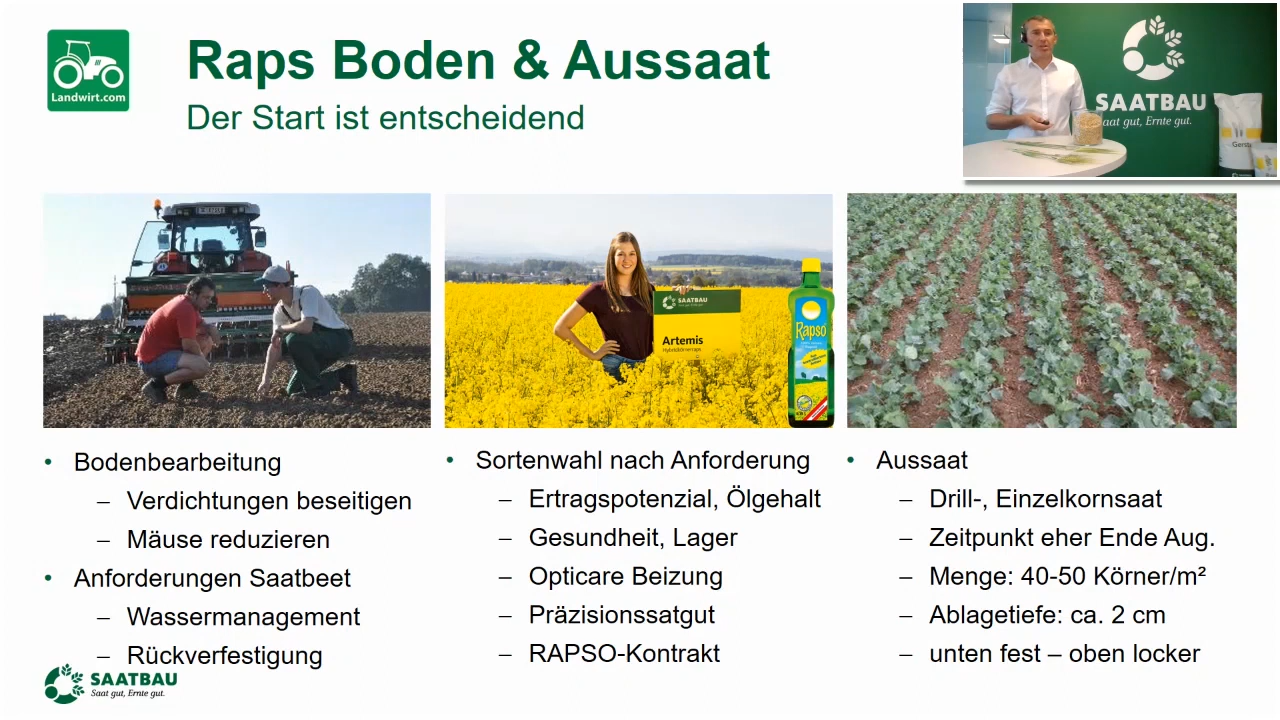 Landwirt.com
Raps Boden & Aussaat
Der Start ist entscheidend
SAATBAU
Saat gut, Ernte gut.
Gerste
SAATBAU
Artemis
Rapso
• Bodenbearbeitung
– Verdichtungen beseitigen
– Mäuse reduzieren
• Anforderungen Saatbeet
– Wassermanagement
– Rückverfestigung
• Sortenwahl nach Anforderung
– Ertragspotenzial, Ölgehalt
– Gesundheit, Lager
– Opticare Beizung
– Präzisionssatgut
– RAPSO-Kontrakt
• Aussaat
– Drill-, Einzelkornsaat
– Zeitpunkt eher Ende Aug.
– Menge: 40-50 Körner/m²
– Ablagetiefe: ca. 2 cm
– unten fest – oben locker
SAATBAU
Saat gut, Ernte gut.